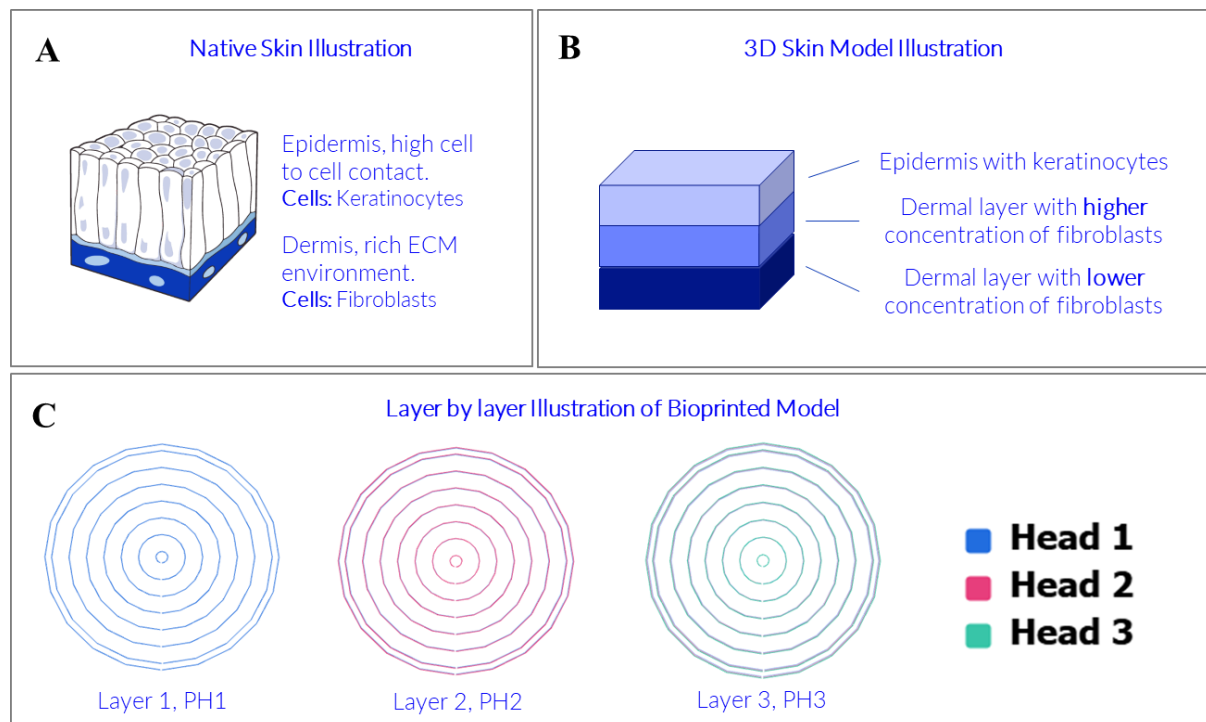 A
Native Skin Illustration
Epidermis, high cell
to cell contact.
Cells: Keratinocytes
Dermis, rich ECM
environment.
Cells: Fibroblasts
B
3D Skin Model Illustration
Epidermis with keratinocytes
Dermal layer with higher
concentration of fibroblasts
Dermal layer with lower
concentration of fibroblasts
C
Layer by layer Illustration of Bioprinted Model
Layer 1, PH1
Layer 2, PH2
Layer 3, PH3
Head 1
Head 2
Head 3